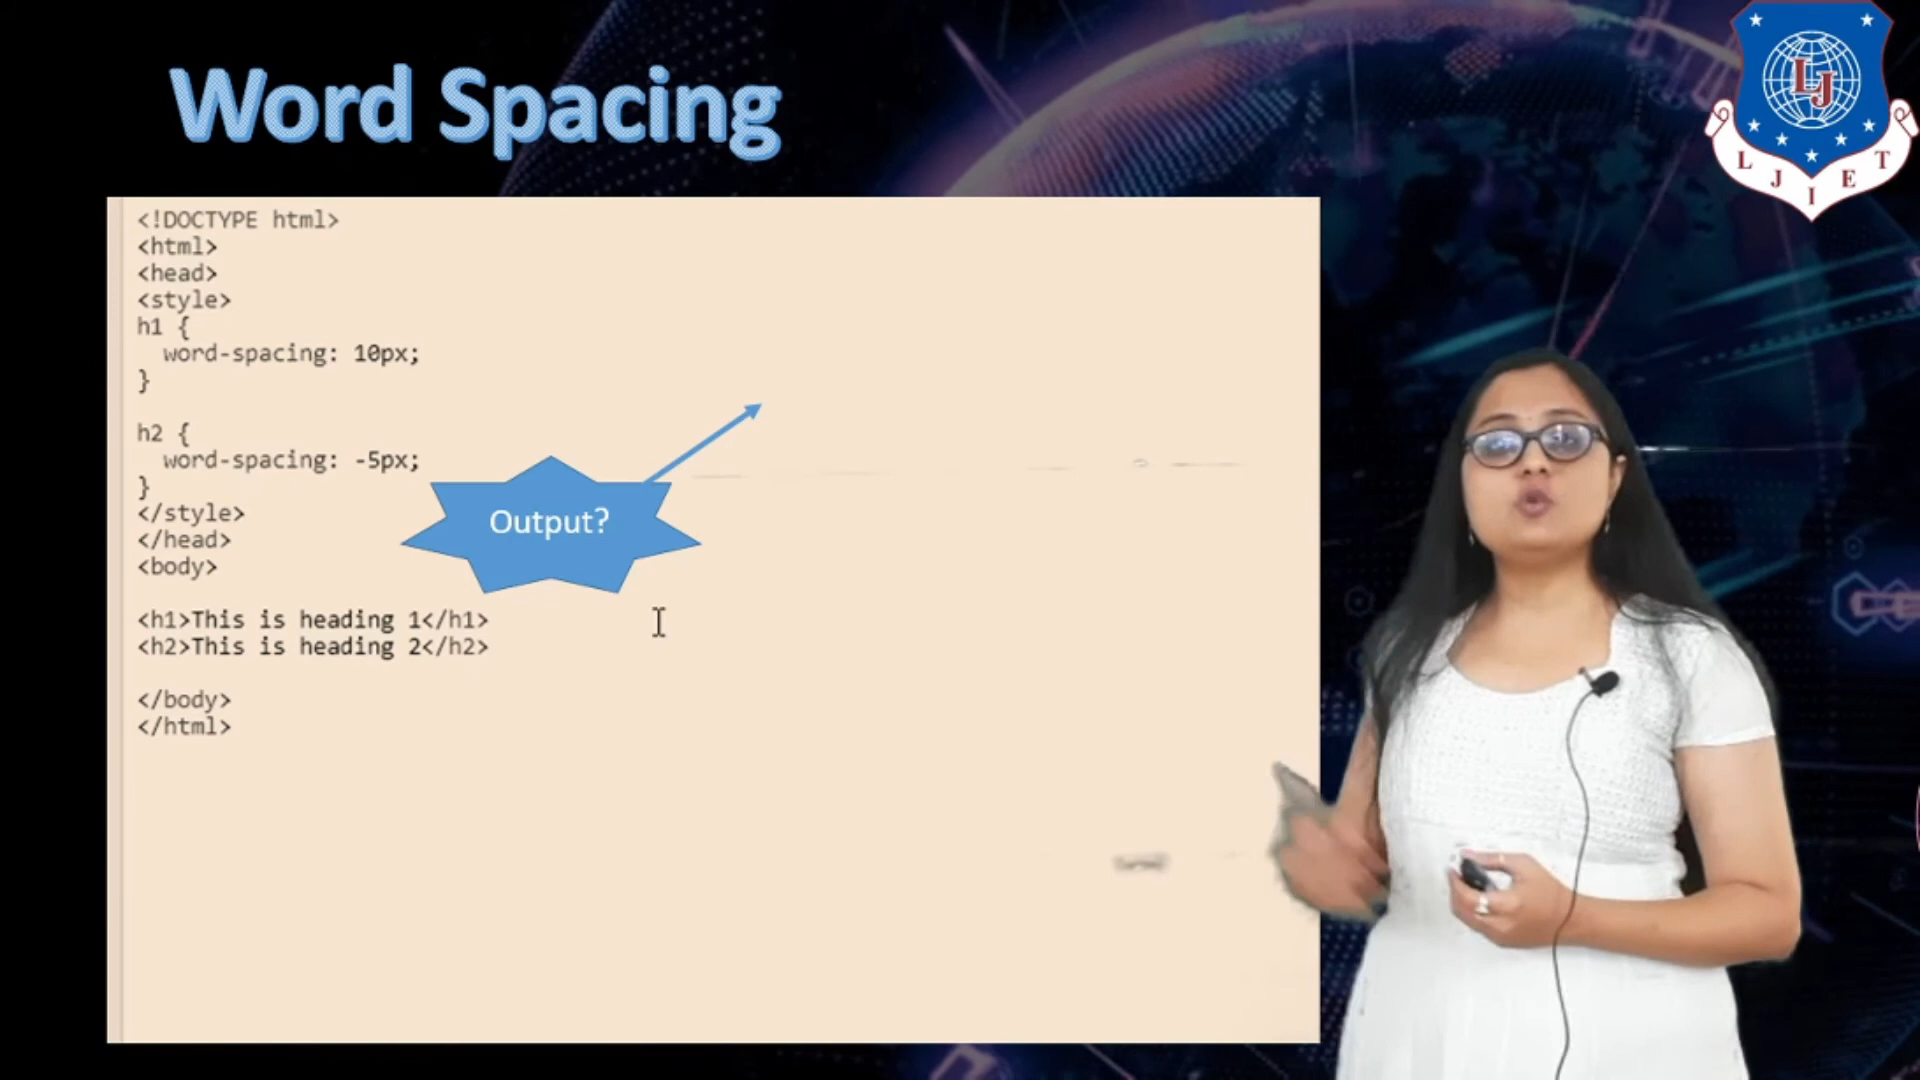 Word Spacing
LJ
L J I E T
<!DOCTYPE html>
<html>
<head>
<style>
h1 {
  word-spacing: 10px;
}
h2 {
  word-spacing: -5px;
}
</style>
</head>
<body>
Output?
<h1>This is heading 1</h1>
<h2>This is heading 2</h2>
</body>
</html>